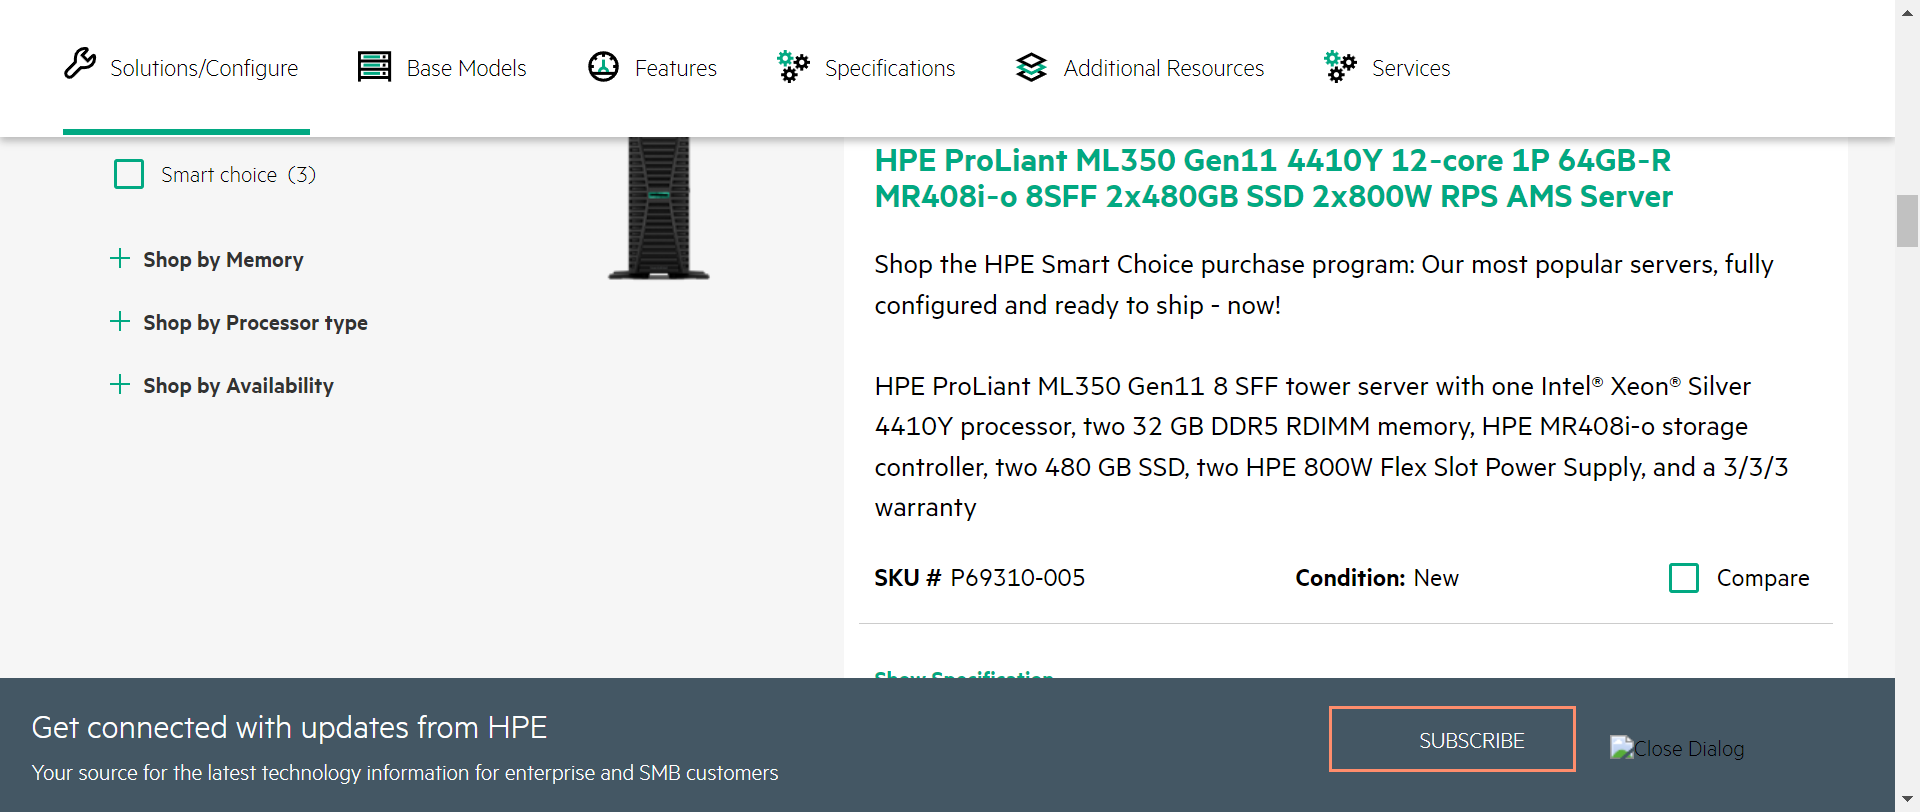 Solutions/Configure
Base Models
Features
Specifications
Additional Resources
Services
Smart choice (3)
Shop by Memory
Shop by Processor type
Shop by Availability
HPE ProLiant ML350 Gen11 4410Y 12-core 1P 64GB-R
MR408i-o 8SFF 2x480GB SSD 2x800W RPS AMS Server
Shop the HPE Smart Choice purchase program: Our most popular servers, fully
configured and ready to ship - now!
HPE ProLiant ML350 Gen11 8 SFF tower server with one Intel® Xeon® Silver
4410Y processor, two 32 GB DDR5 RDIMM memory, HPE MR408i-o storage
controller, two 480 GB SSD, two HPE 800W Flex Slot Power Supply, and a 3/3/3
warranty
SKU # P69310-005
Condition: New
Compare
Show Specification
Get connected with updates from HPE
Your source for the latest technology information for enterprise and SMB customers
SUBSCRIBE
Close Dialog